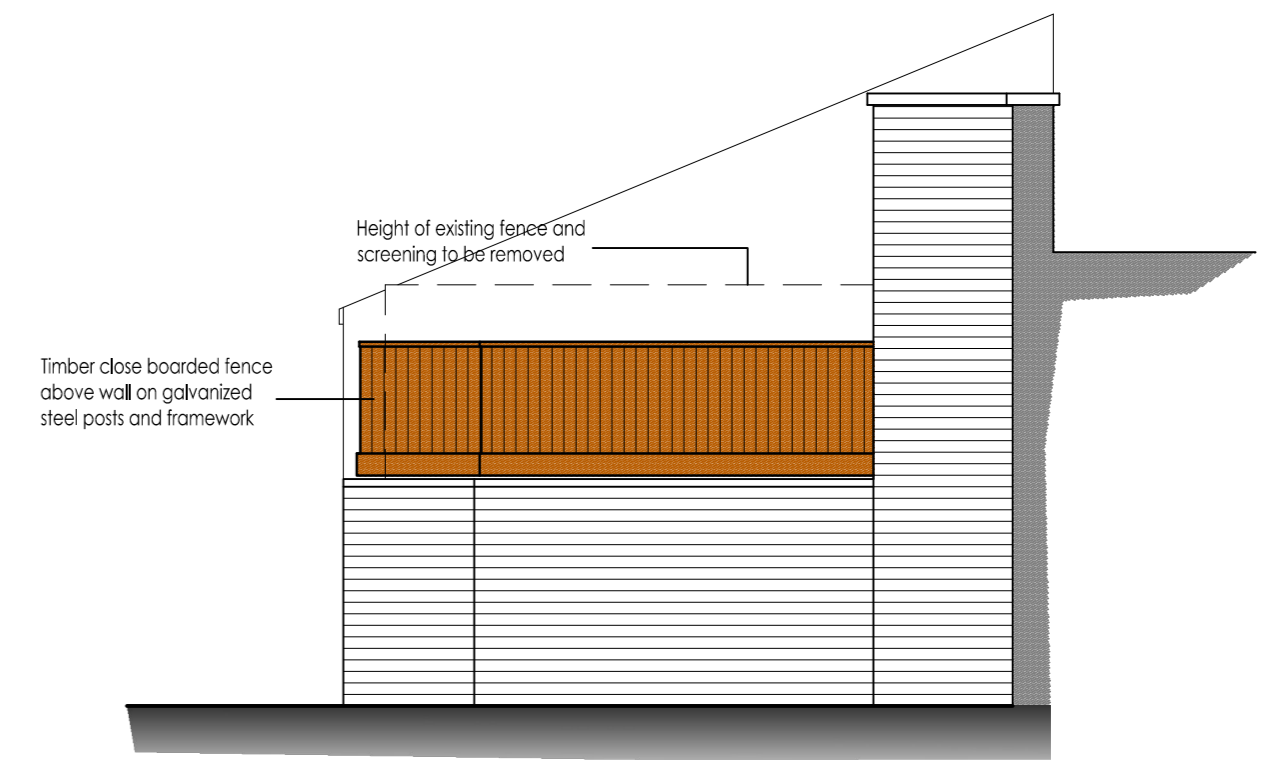 Height of existing fence and
screening to be removed
Timber close boarded fence
above wall on galvanized
steel posts and framework